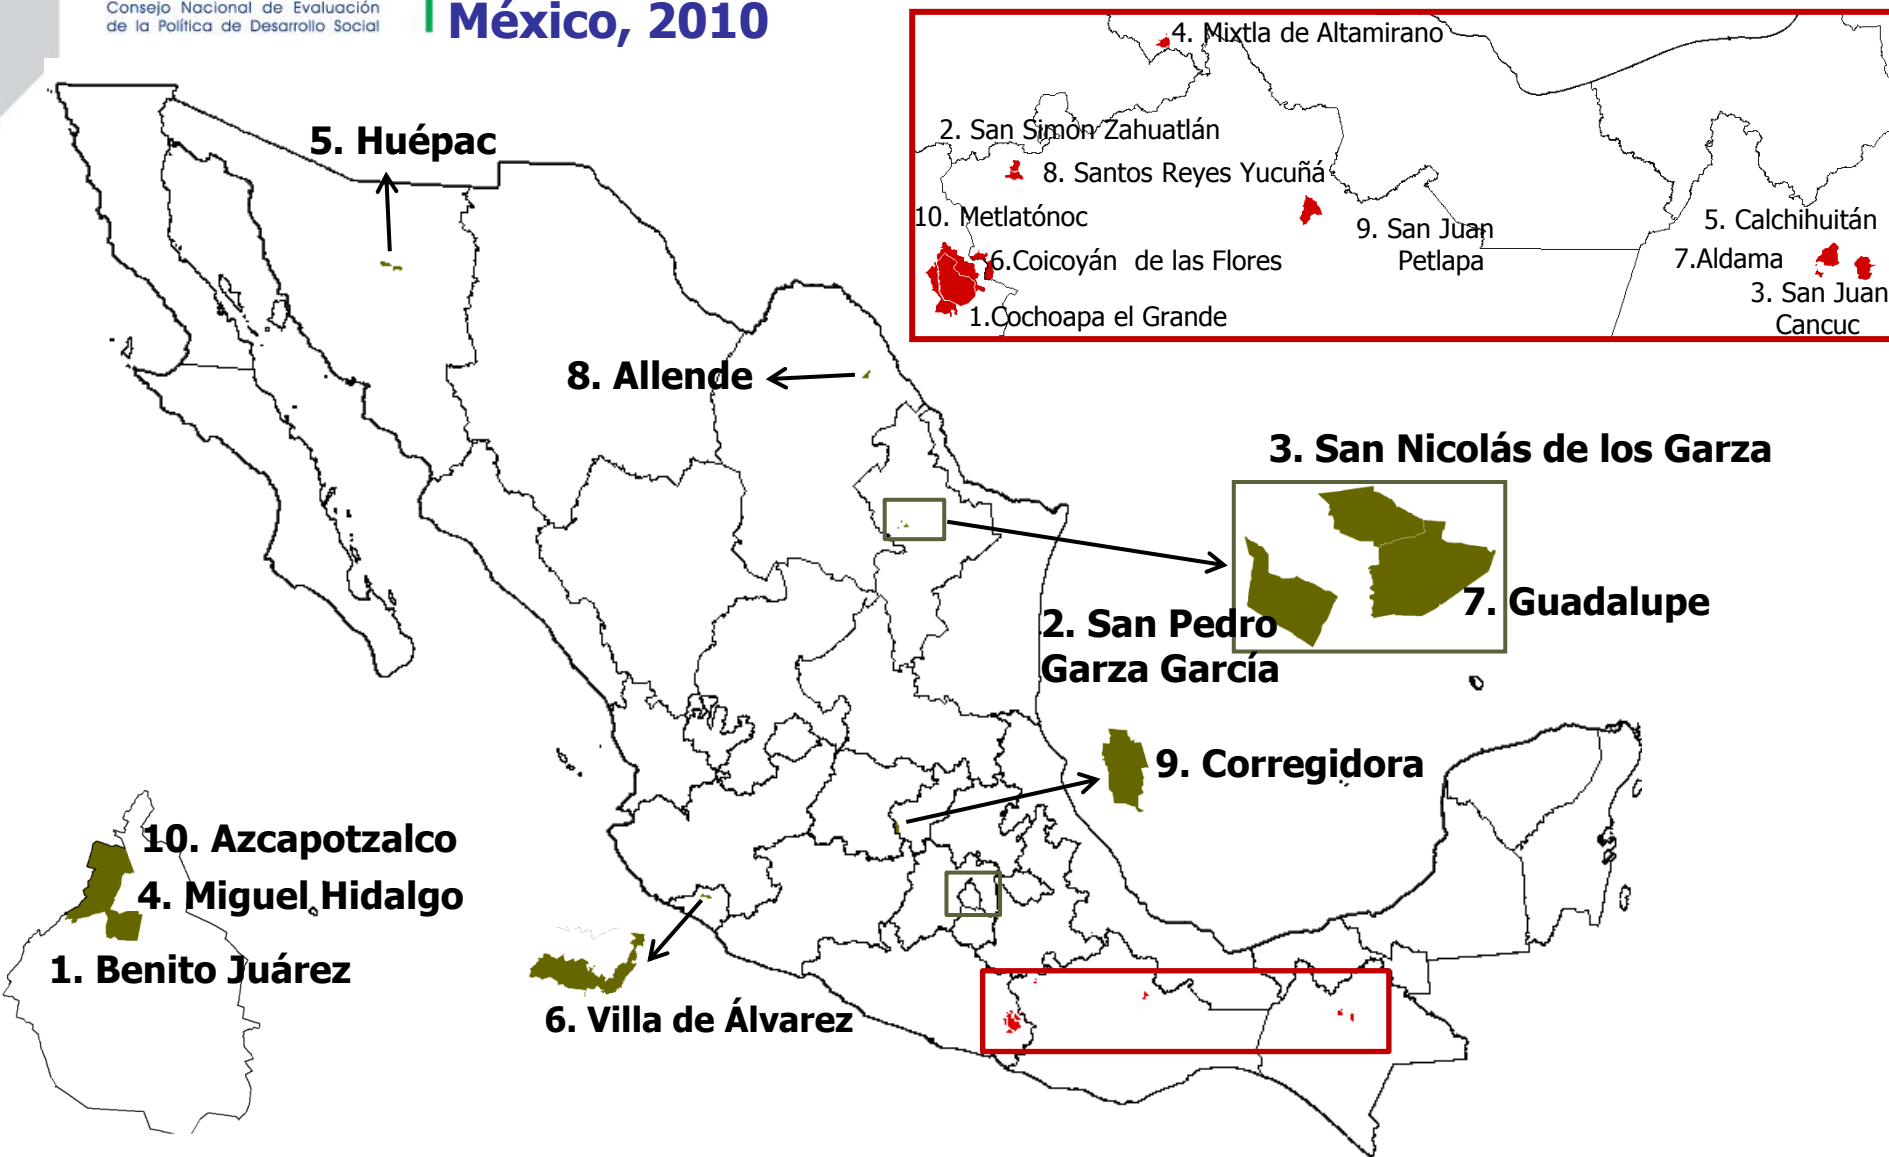 Consejo Nacional de Evaluación
de la Política de Desarrollo Social
México, 2010
4. Mixtla de Altamirano
2. San Simón Zahuatlán
8. Santos Reyes Yucuñá
10. Metlatónoc
9. San Juan
Petlapa
5. Calchihuitán
6.Coicoyán de las Flores
7.Aldama
3. San Juan
Cancuc
1.Cochoapa el Grande
5. Huépac
8. Allende
3. San Nicolás de los Garza
7. Guadalupe
2. San Pedro
Garza García
9. Corregidora
10. Azcapotzalco
4. Miguel Hidalgo
1. Benito Juárez
6. Villa de Álvarez